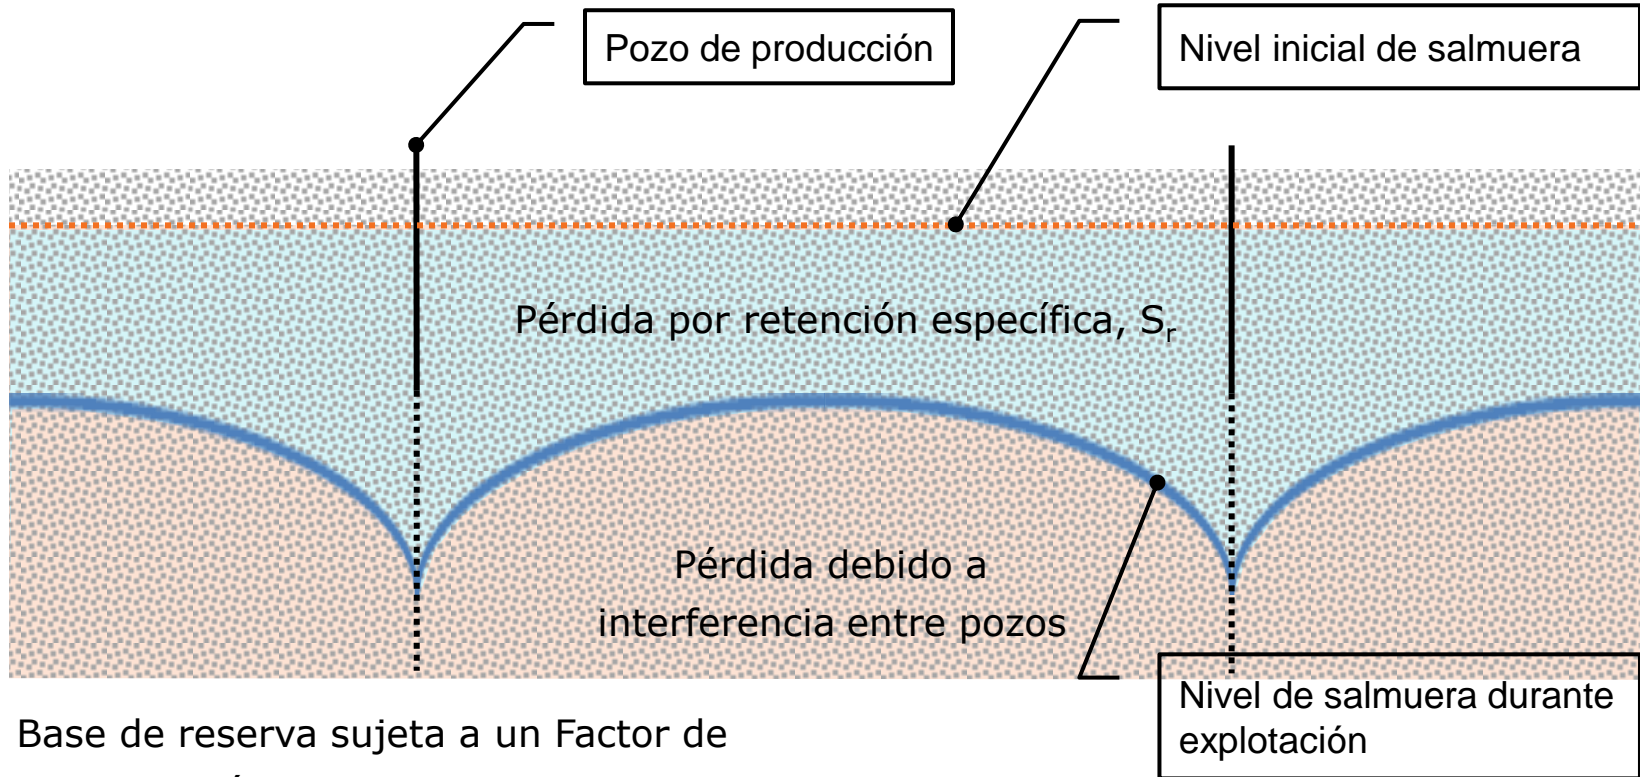 Pozo de producción
Nivel inicial de salmuera
Pérdida por retención específica, Sr
Pérdida debido a
interferencia entre pozos
Nivel de salmuera durante
explotación
Base de reserva sujeta a un Factor de